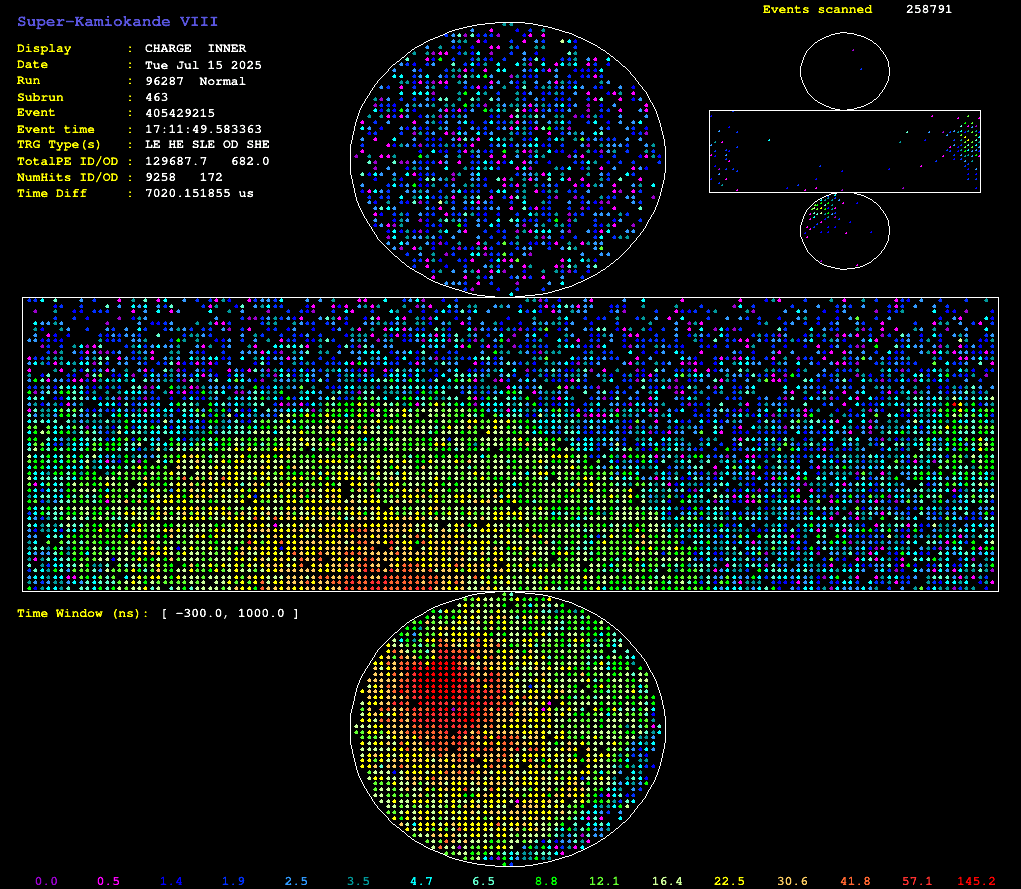 Super-Kamiokande VIII
Events scanned 258791
Display : CHARGE INNER
Date : Tue Jul 15 2025
Run : 96287 Normal
Subrun : 463
Event : 405429215
Event time : 17:11:49.583363
TRG Type(s) : LE HE SLE OD SHE
TotalPE ID/OD : 129687.7 682.0
NumHits ID/OD : 9258 172
Time Diff : 7020.151855 us
Time Window (ns): [ −300.0, 1000.0 ]
0.0 0.5 1.4 1.9 2.5 3.5 4.7 6.5 8.8 12.1 16.4 22.5 30.6 41.8 57.1 145.2